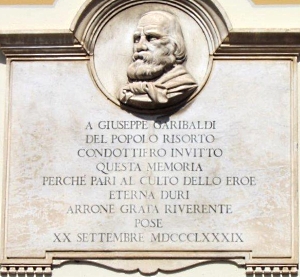 A GIUSEPPE GARIBALDI
DEL POPOLO RISORTO
CONDOTTIERO INVITTO
QUESTA MEMORIA
PERCHÉ PARI AL CULTO DELLO EROE
ETERNA DURI
ARRONE GRATA RIVERENTE
POSE
XX SETTEMBRE MDCCCLXXXIX